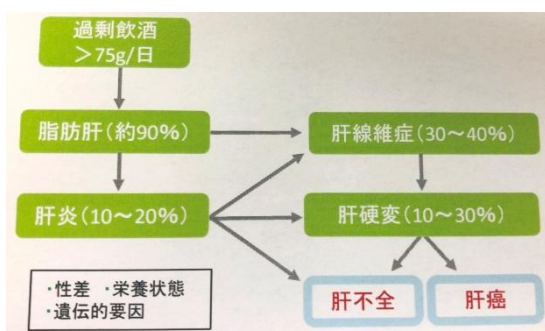 過剰飲酒
＞75g/日
脂肪肝（約90%）
肝線維症（30〜40%）
肝炎（10〜20%）
肝硬変（10〜30%）
・性差 ・栄養状態
・遺伝的要因
肝不全
肝癌